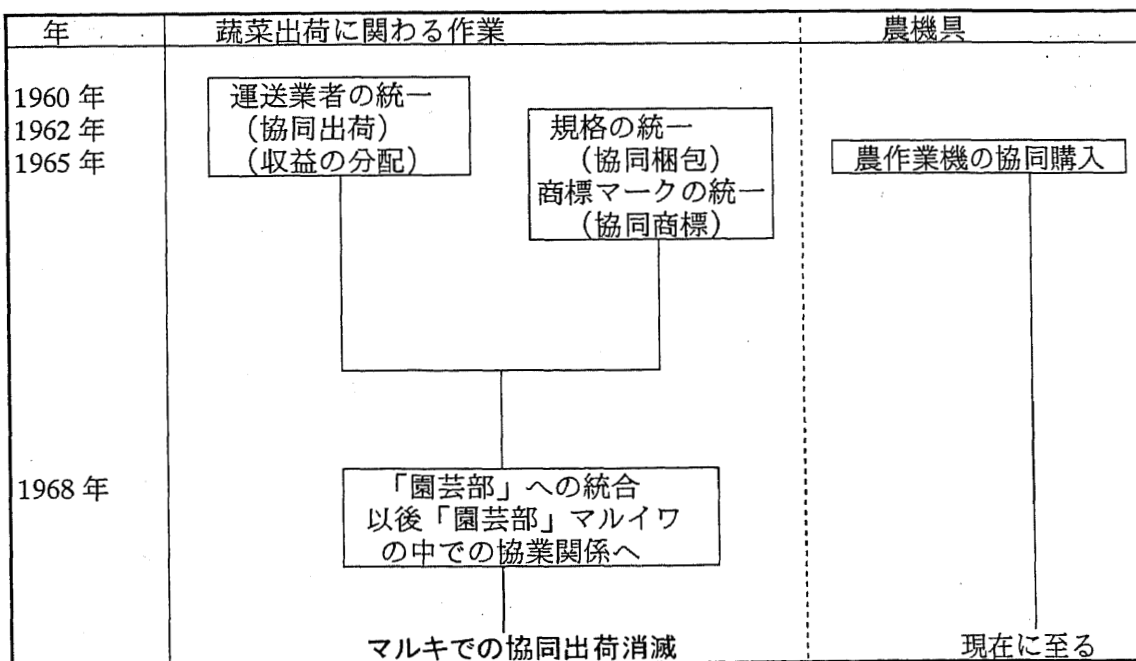 年
蔬菜出荷に関わる作業
農機具
1960 年
1962 年
1965 年
運送業者の統一
（協同出荷）
（収益の分配）
規格の統一
（協同梱包）
商標マークの統一
（協同商標）
農作業機の協同購入
1968 年
「園芸部」への統合
以後「園芸部」マルイワ
の中での協業関係へ
マルキでの協同出荷消滅
現在に至る